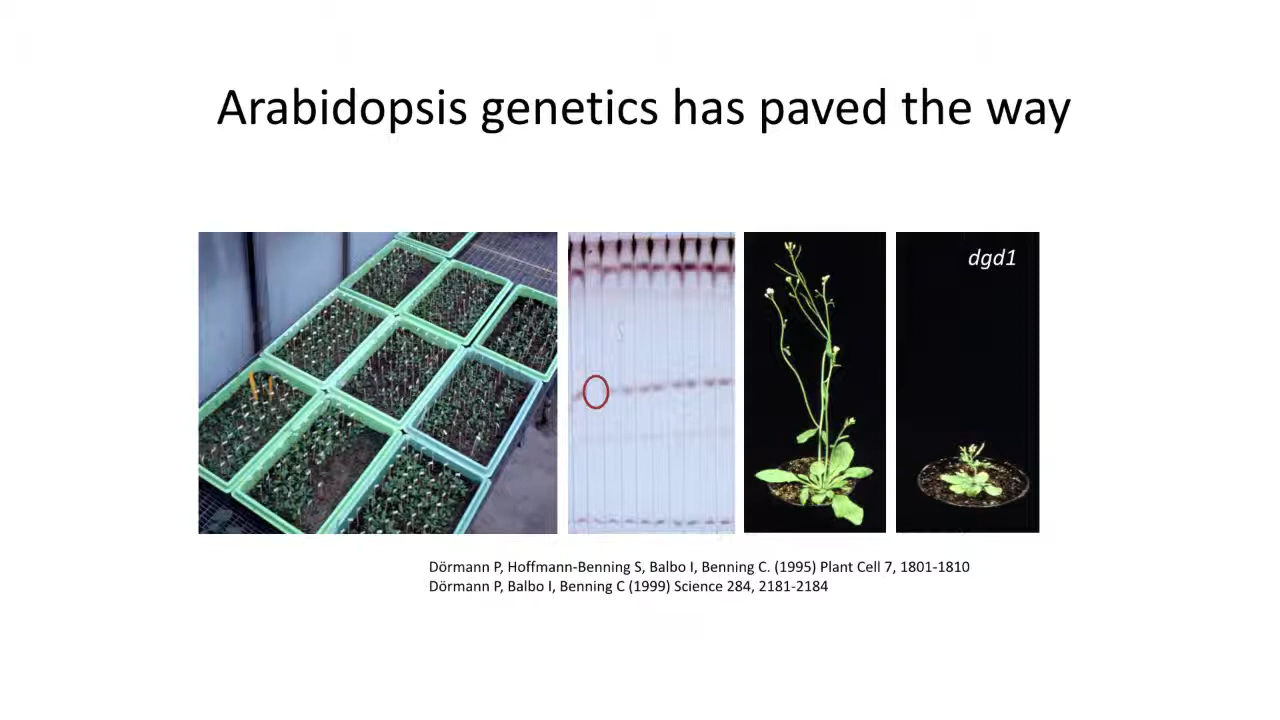 Arabidopsis genetics has paved the way
dgd1
Dörmann P, Hoffmann-Benning S, Balbo I, Benning C. (1995) Plant Cell 7, 1801-1810
Dörmann P, Balbo I, Benning C (1999) Science 284, 2181-2184